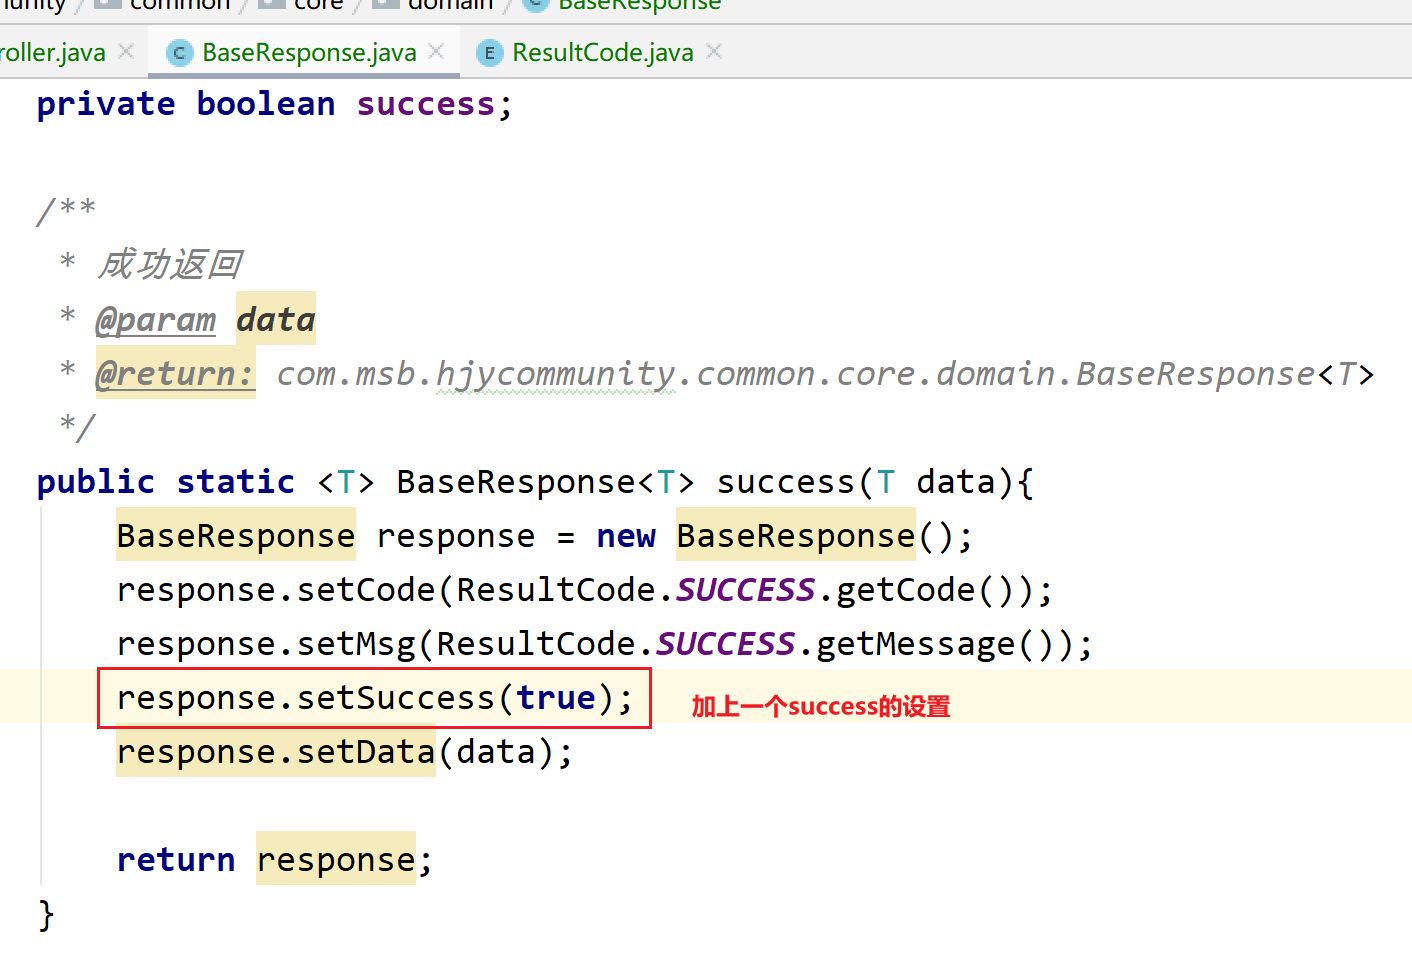 common core domain BaseResponse
roller.java BaseResponse.java ResultCode.java
private boolean success;
/**
* 成功返回
* @param data
* @return: com.msb.hjycommunity.common.core.domain.BaseResponse<T>
*/
public static <T> BaseResponse<T> success(T data){
BaseResponse response = new BaseResponse();
response.setCode(ResultCode.SUCCESS.getCode());
response.setMsg(ResultCode.SUCCESS.getMessage());
response.setSuccess(true); 加上一个success的设置
response.setData(data);
return response;
}